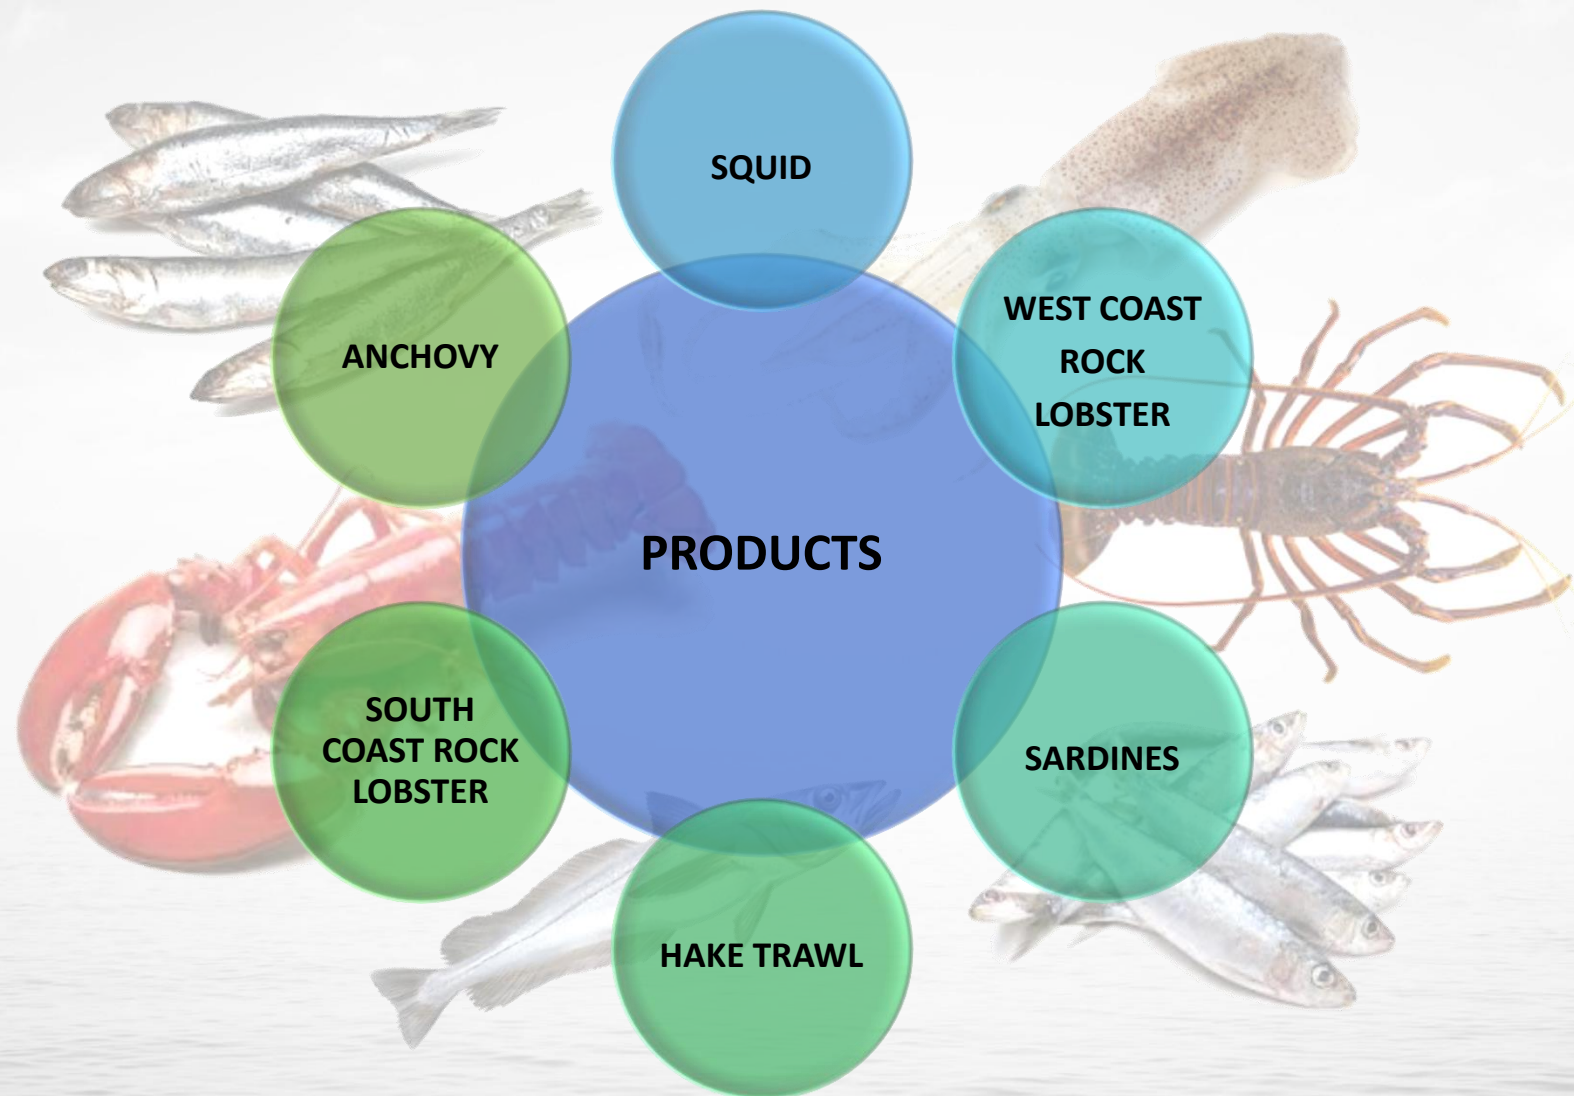 SQUID
WEST COAST
ROCK
LOBSTER
ANCHOVY
PRODUCTS
SOUTH
COAST ROCK
LOBSTER
SARDINES
HAKE TRAWL